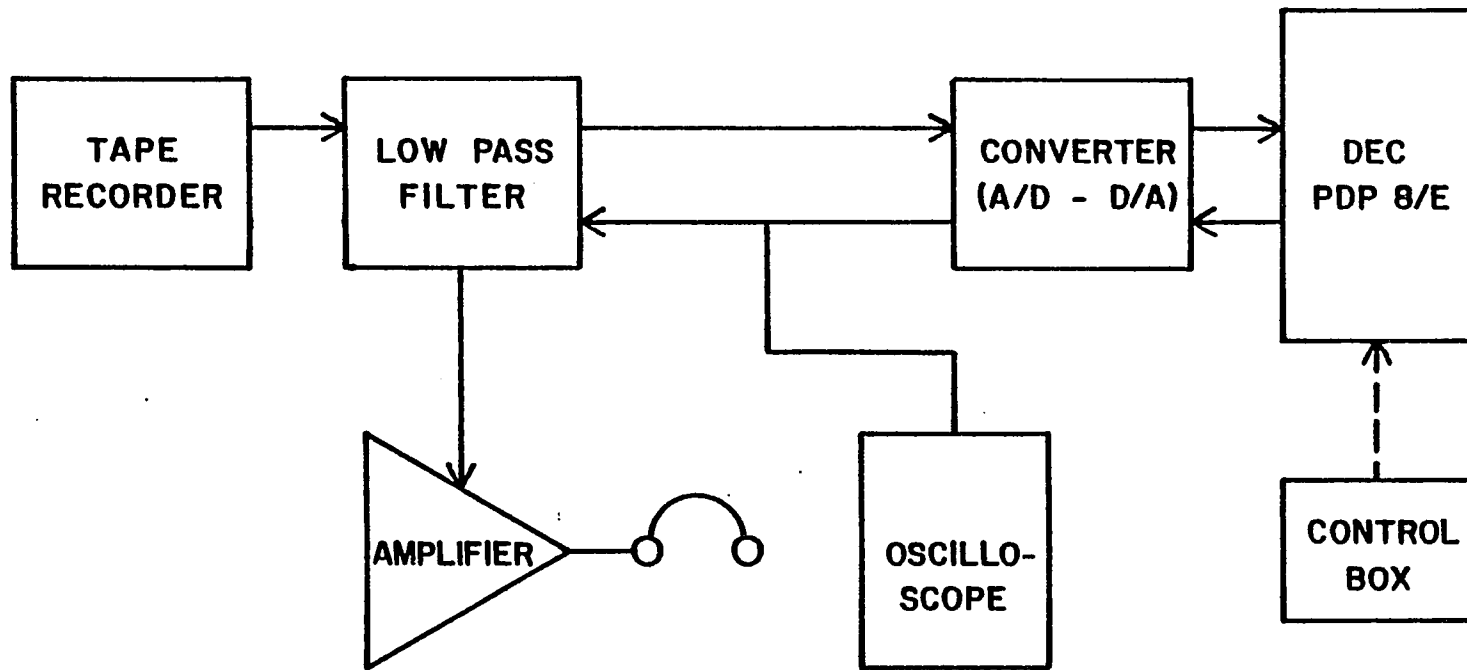 TAPE
RECORDER
LOW PASS
FILTER
CONVERTER
(A/D - D/A)
DEC
PDP 8/E
AMPLIFIER
OSCILLO-
SCOPE
CONTROL
BOX